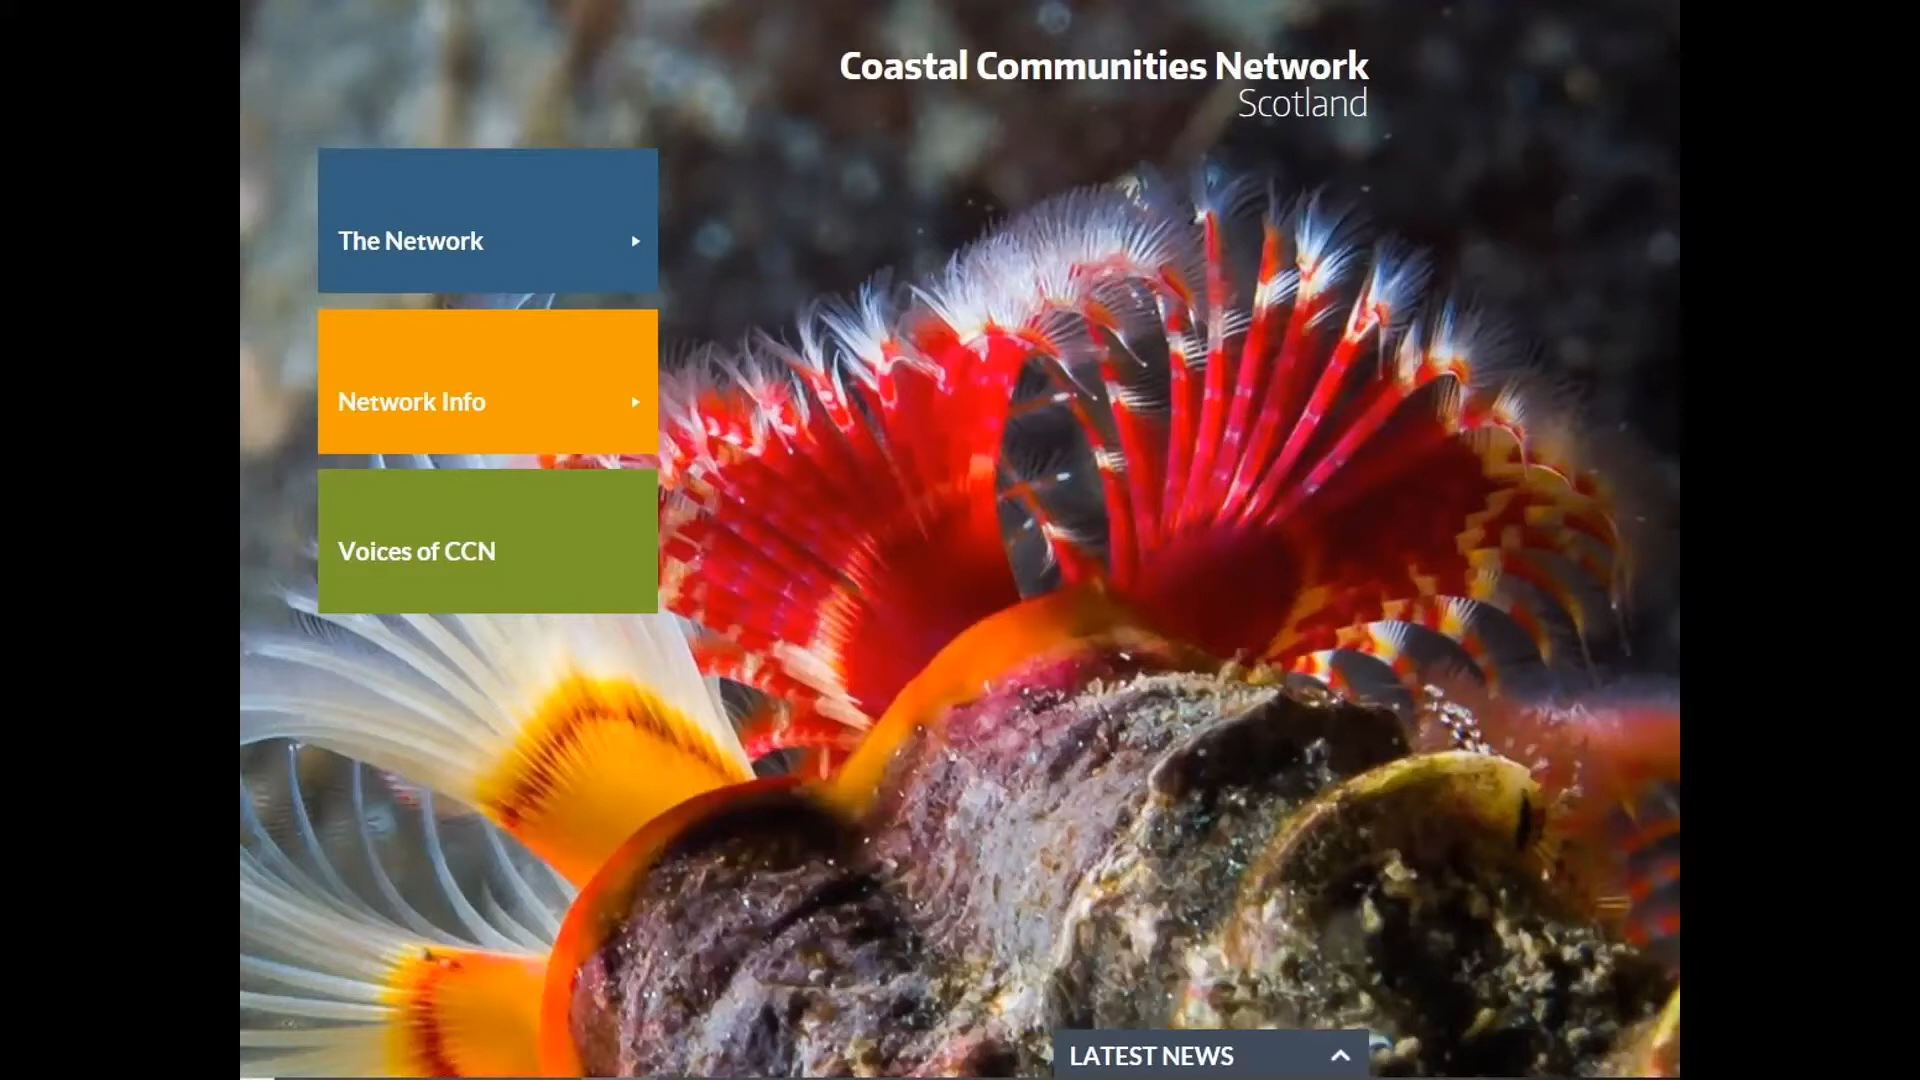 Coastal Communities Network
Scotland
The Network
Network Info
Voices of CCN
LATEST NEWS